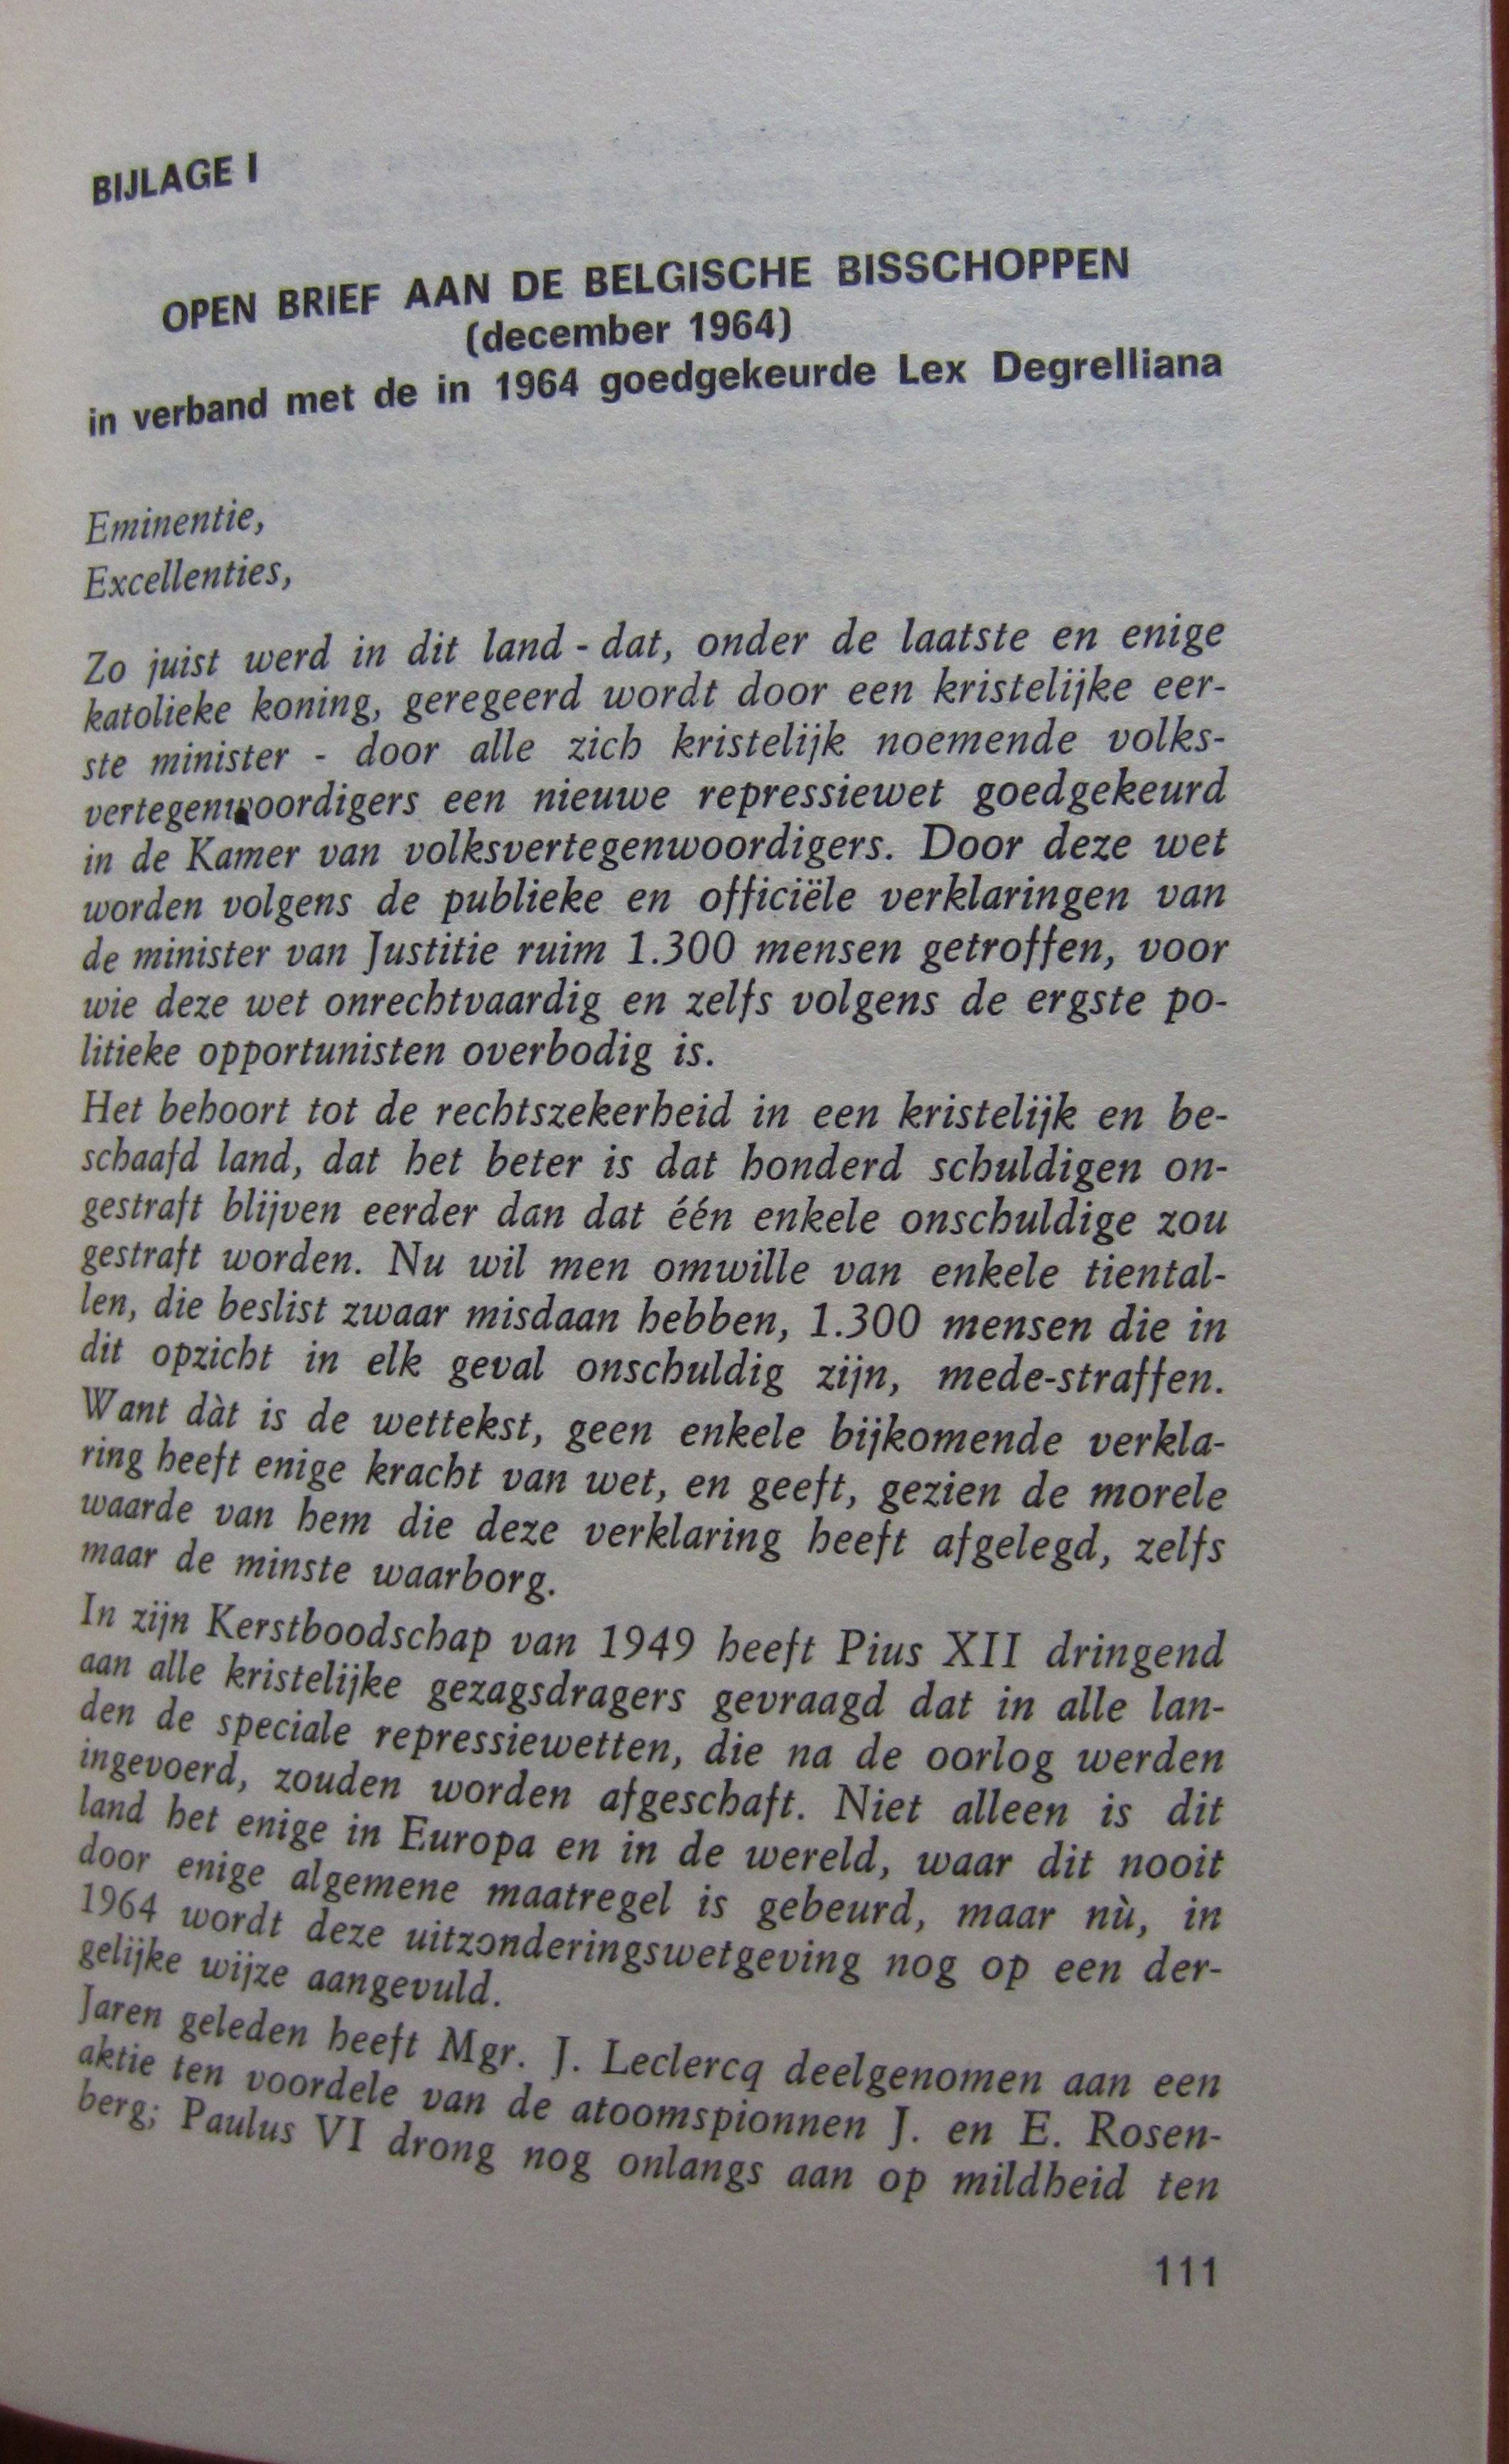 BIJLAGE I
OPEN BRIEF AAN DE BELGISCHE BISSCHOPPEN
(december 1964)
in verband met de in 1964 goedgekeurde Lex Degrelliana
Eminentie,
Excellenties,
Zo juist werd in dit land - dat, onder de laatste en enige
katolieke koning, geregeerd wordt door een kristelijke eer-
ste minister - door alle zich kristelijk noemende volks-
vertegenwoordigers een nieuwe repressiewet goedgekeurd
in de Kamer van volksvertegenwoordigers. Door deze wet
worden volgens de publieke en officiële verklaringen van
de minister van Justitie ruim 1.300 mensen getroffen, voor
wie deze wet onrechtvaardig en zelfs volgens de ergste po-
litieke opportunisten overbodig is.
Het behoort tot de rechtszekerheid in een kristelijk en be-
schaafd land, dat het beter is dat honderd schuldigen on-
gestraft blijven eerder dan dat één enkele onschuldige zou
gestraft worden. Nu wil men omwille van enkele tiental-
len, die beslist zwaar misdaan hebben, 1.300 mensen die in
dit opzicht in elk geval onschuldig zijn, mede-straffen.
Want dàt is de wettekst, geen enkele bijkomende verkla-
ring heeft enige kracht van wet, en geeft, gezien de morele
waarde van hem die deze verklaring heeft afgelegd, zelfs
maar de minste waarborg.
In zijn Kerstboodschap van 1949 heeft Pius XII dringend
aan alle kristelijke gezagsdragers gevraagd dat in alle lan-
den de speciale repressiewetten, die na de oorlog werden
ingevoerd, zouden worden afgeschaft. Niet alleen is dit
land het enige in Europa en in de wereld, waar dit nooit
door enige algemene maatregel is gebeurd, maar nù, in
1964 wordt deze uitzonderingswetgeving nog op een der-
gelijke wijze aangevuld.
Jaren geleden heeft Mgr. J. Leclercq deelgenomen aan een
aktie ten voordele van de atoomspionnen J. en E. Rosen-
berg; Paulus VI drong nog onlangs aan op mildheid ten
111